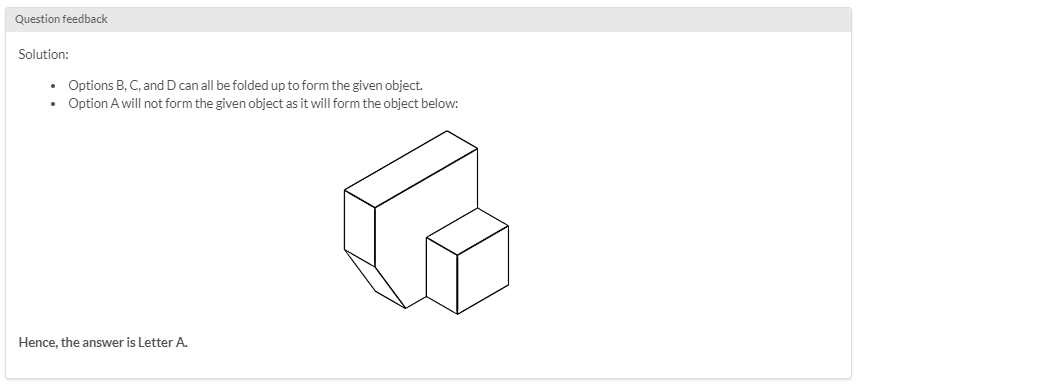 Question feedback
Solution:
• Options B, C, and D can all be folded up to form the given object.
• Option A will not form the given object as it will form the object below:
Hence, the answer is Letter A.